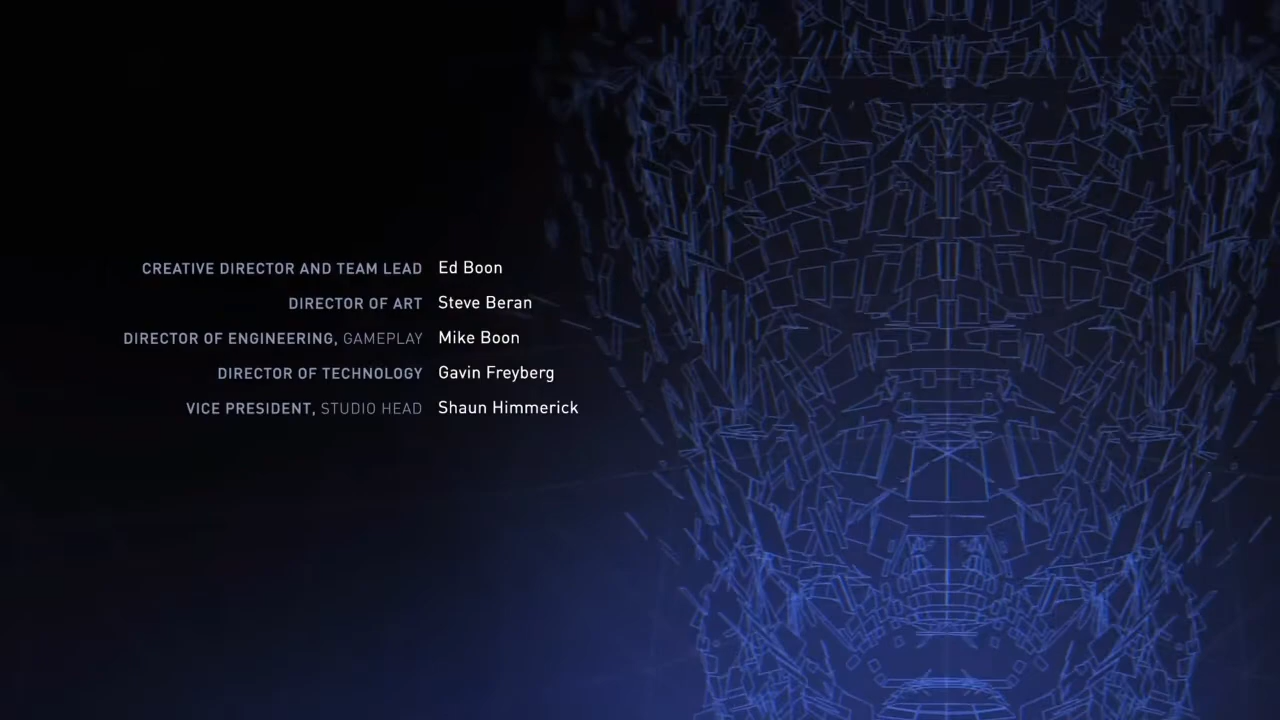 CREATIVE DIRECTOR AND TEAM LEAD Ed Boon
DIRECTOR OF ART Steve Beran
DIRECTOR OF ENGINEERING, GAMEPLAY Mike Boon
DIRECTOR OF TECHNOLOGY Gavin Freyberg
VICE PRESIDENT, STUDIO HEAD Shaun Himmerick